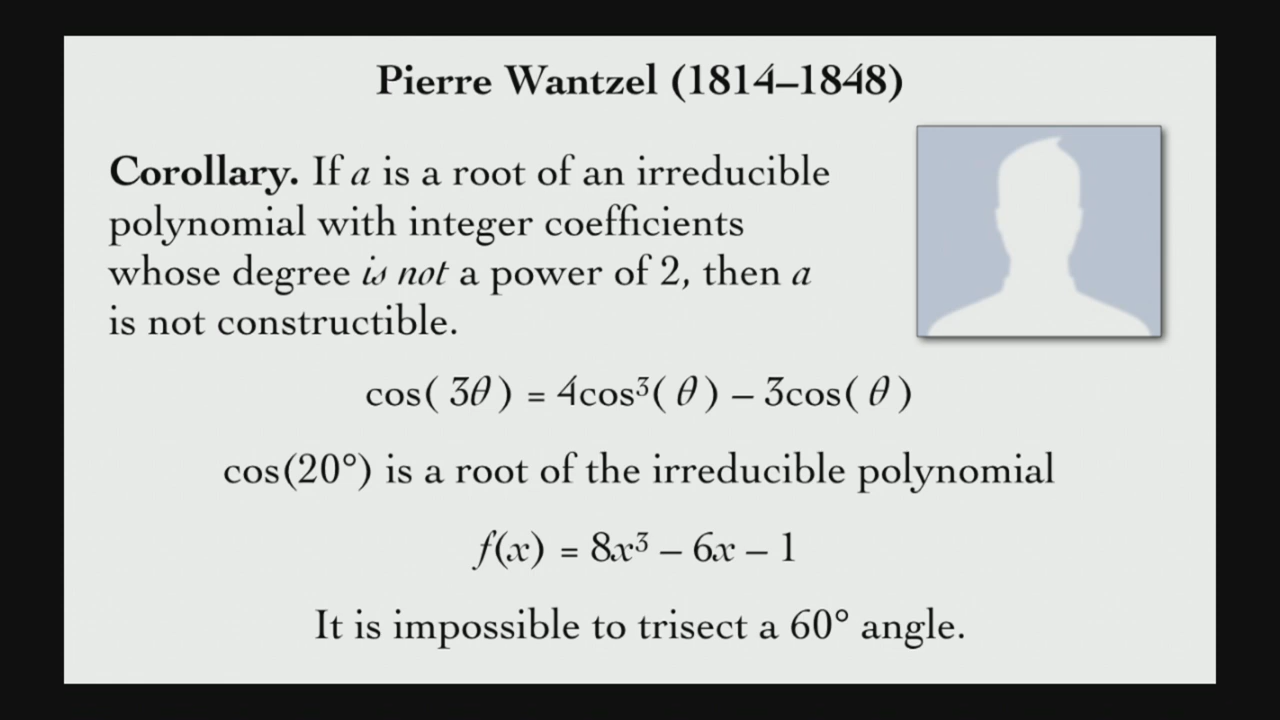 Pierre Wantzel (1814–1848)
Corollary. If a is a root of an irreducible
polynomial with integer coefficients
whose degree is not a power of 2, then a
is not constructible.
cos( 3θ ) = 4cos³( θ ) – 3cos( θ )
cos(20°) is a root of the irreducible polynomial
f(x) = 8x³ – 6x – 1
It is impossible to trisect a 60° angle.